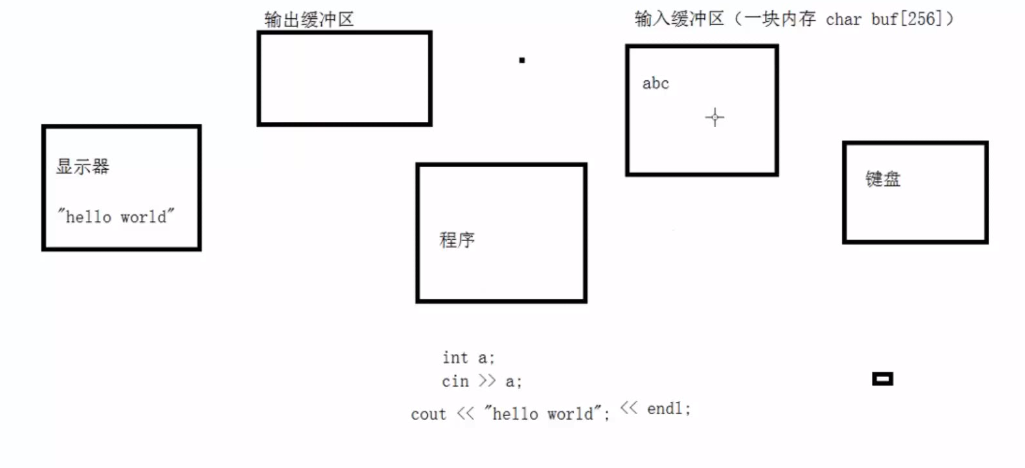 输出缓冲区
输入缓冲区（一块内存 char buf[256]）
abc
显示器
"hello world"
键盘
程序
int a;
cin >> a;
cout << "hello world"; << endl;